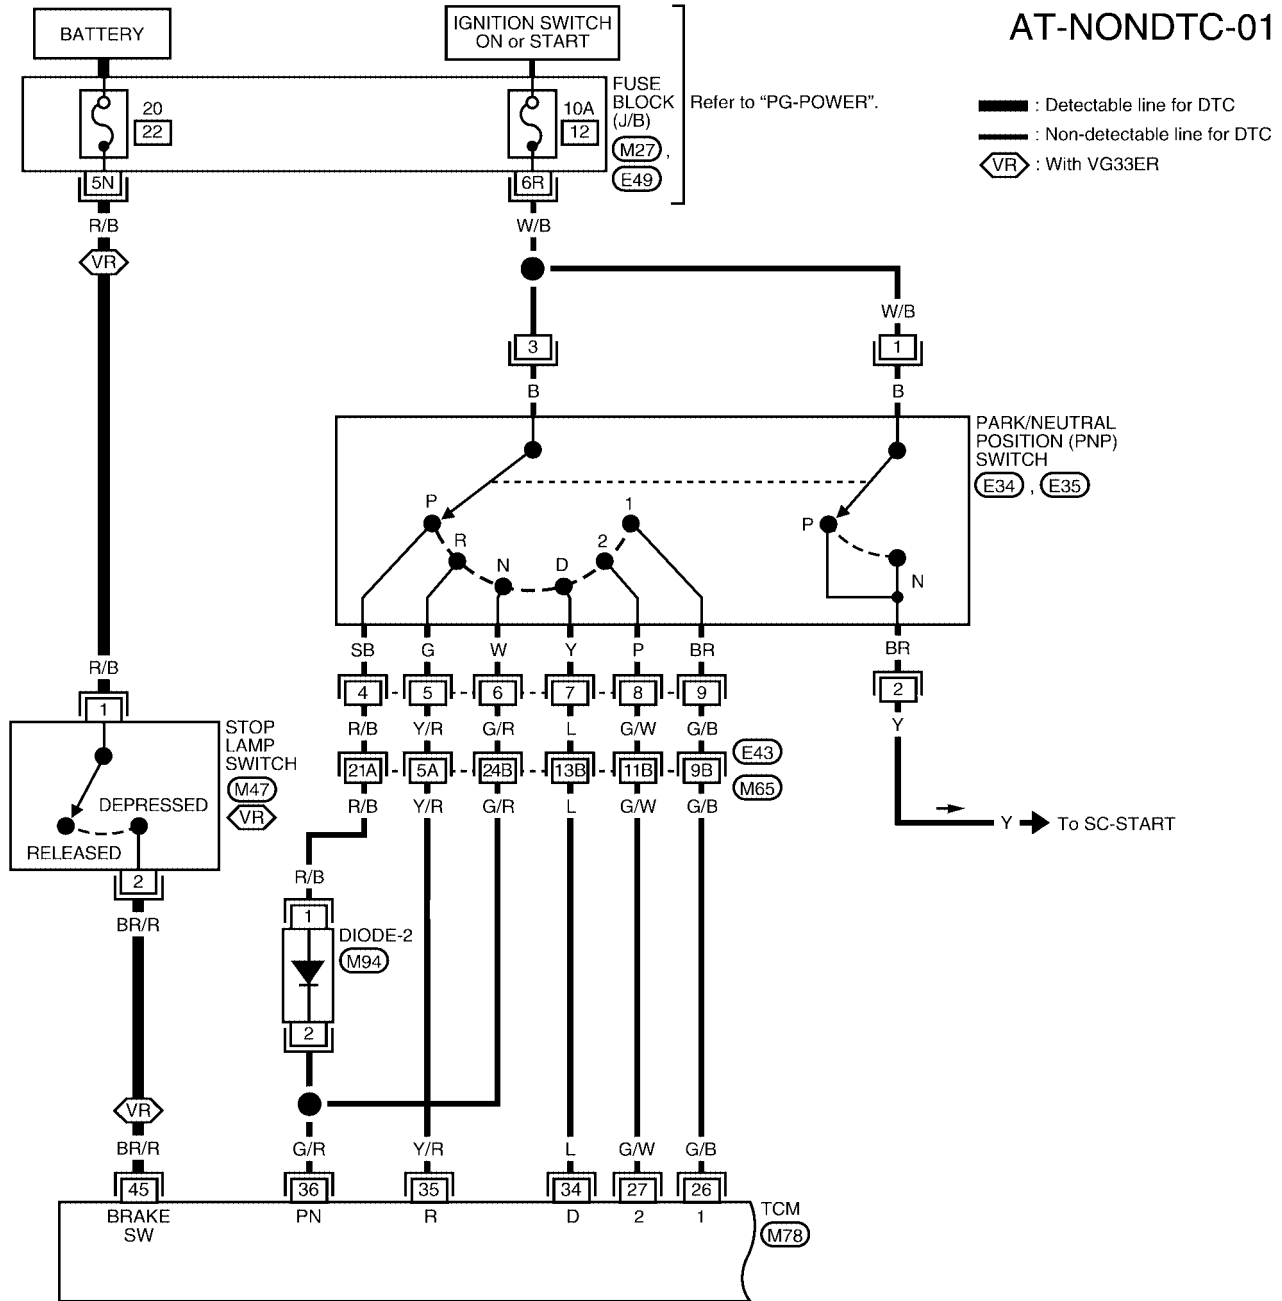 AT-NONDTC-01
BATTERY
IGNITION SWITCH
ON or START
20
22
10A
12
FUSE
BLOCK
(J/B)
M27 ,
E49
Refer to “PG-POWER”.
: Detectable line for DTC
: Non-detectable line for DTC
VR : With VG33ER
5N
6R
R/B
W/B
VR
W/B
3
1
B
B
PARK/NEUTRAL
POSITION (PNP)
SWITCH
E34 , E35
P
R
N
D
2
1
P
N
SB
G
W
Y
P
BR
BR
4
5
6
7
8
9
2
R/B
Y/R
G/R
L
G/W
G/B
Y
21A
5A
24B
13B
11B
9B
E43
M65
R/B
Y/R
G/R
L
G/W
G/B
Y
To SC-START
R/B
1
STOP
LAMP
SWITCH
M47
VR
DEPRESSED
RELEASED
2
BR/R
R/B
1
DIODE-2
M94
2
VR
BR/R
G/R
Y/R
L
G/W
G/B
45
36
35
34
27
26
BRAKE
SW
PN
R
D
2
1
TCM
M78